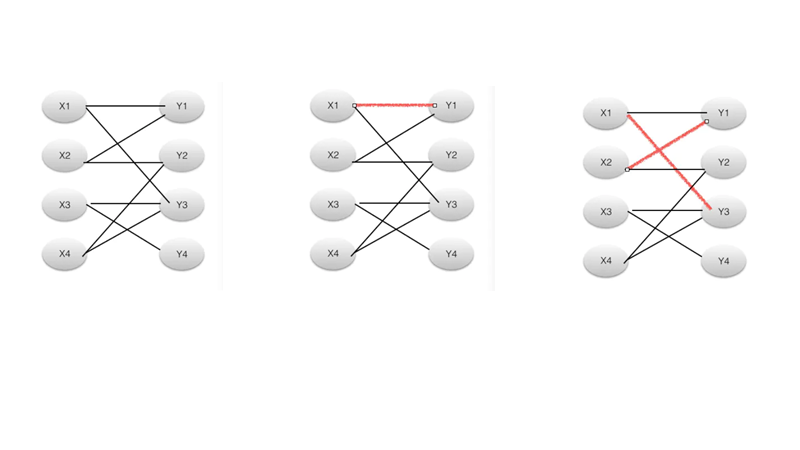 X1 Y1 X1 Y1 X1 Y1
X2 Y2 X2 Y2 X2 Y2
X3 Y3 X3 Y3 X3 Y3
X4 Y4 X4 Y4 X4 Y4